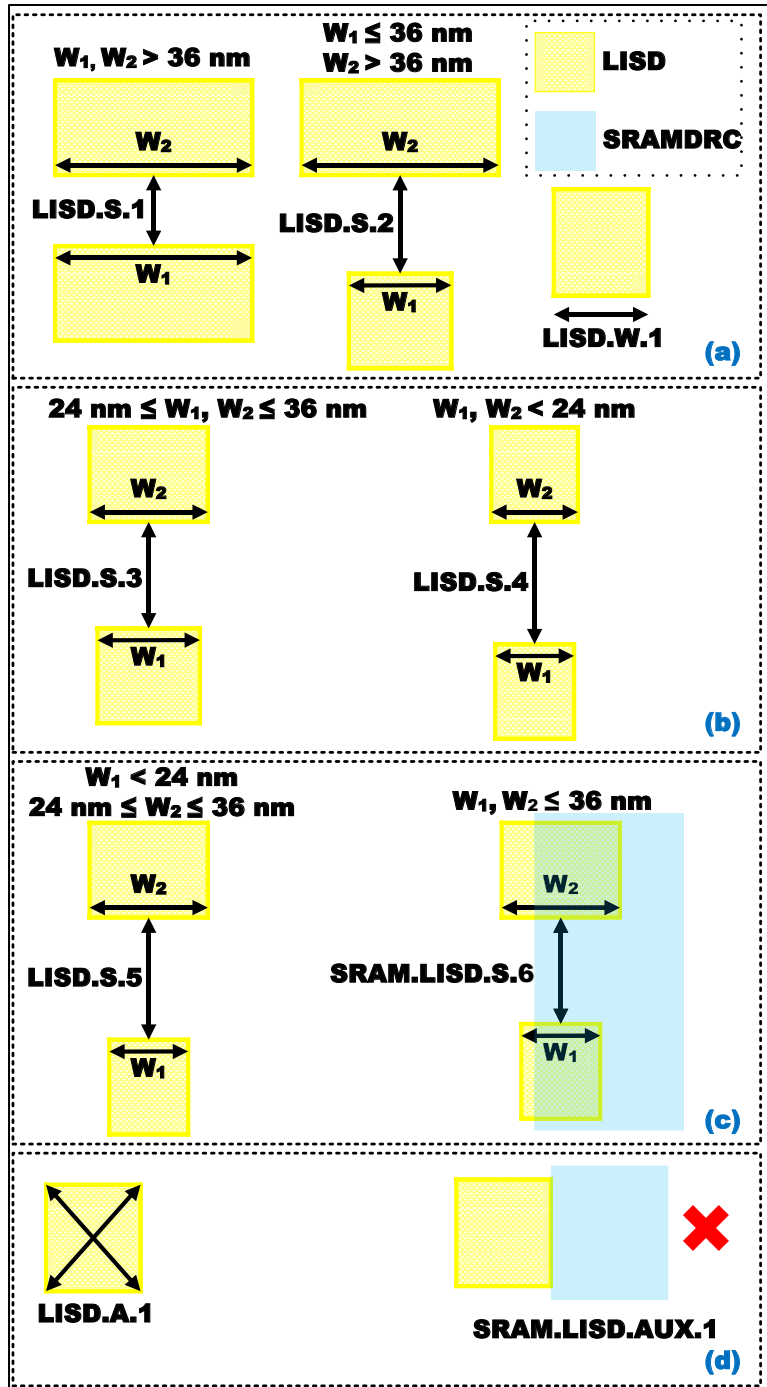 W₁, W₂ > 36 nm
W₁ ≤ 36 nm
W₂ > 36 nm
LISD
SRAMDRC
W₂
W₂
LISD.S.1
LISD.S.2
W₁
W₁
LISD.W.1
(a)
24 nm ≤ W₁, W₂ ≤ 36 nm
W₁, W₂ < 24 nm
W₂
W₂
LISD.S.3
LISD.S.4
W₁
W₁
(b)
W₁ < 24 nm
24 nm ≤ W₂ ≤ 36 nm
W₁, W₂ ≤ 36 nm
W₂
W₂
LISD.S.5
SRAM.LISD.S.6
W₁
W₁
(c)
LISD.A.1
SRAM.LISD.AUX.1
(d)